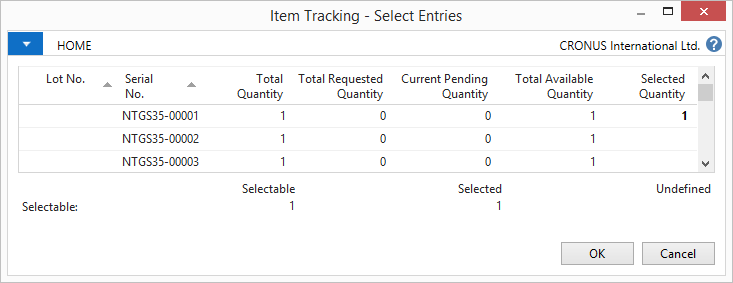 Item Tracking - Select Entries
HOME
CRONUS International Ltd.
Lot No. Serial No. Total Quantity Total Requested Quantity Current Pending Quantity Total Available Quantity Selected Quantity
NTGS35-00001 1 0 0 1 1
NTGS35-00002 1 0 0 1
NTGS35-00003 1 0 0 1
Selectable Selected Undefined
Selectable: 1 1
OK Cancel